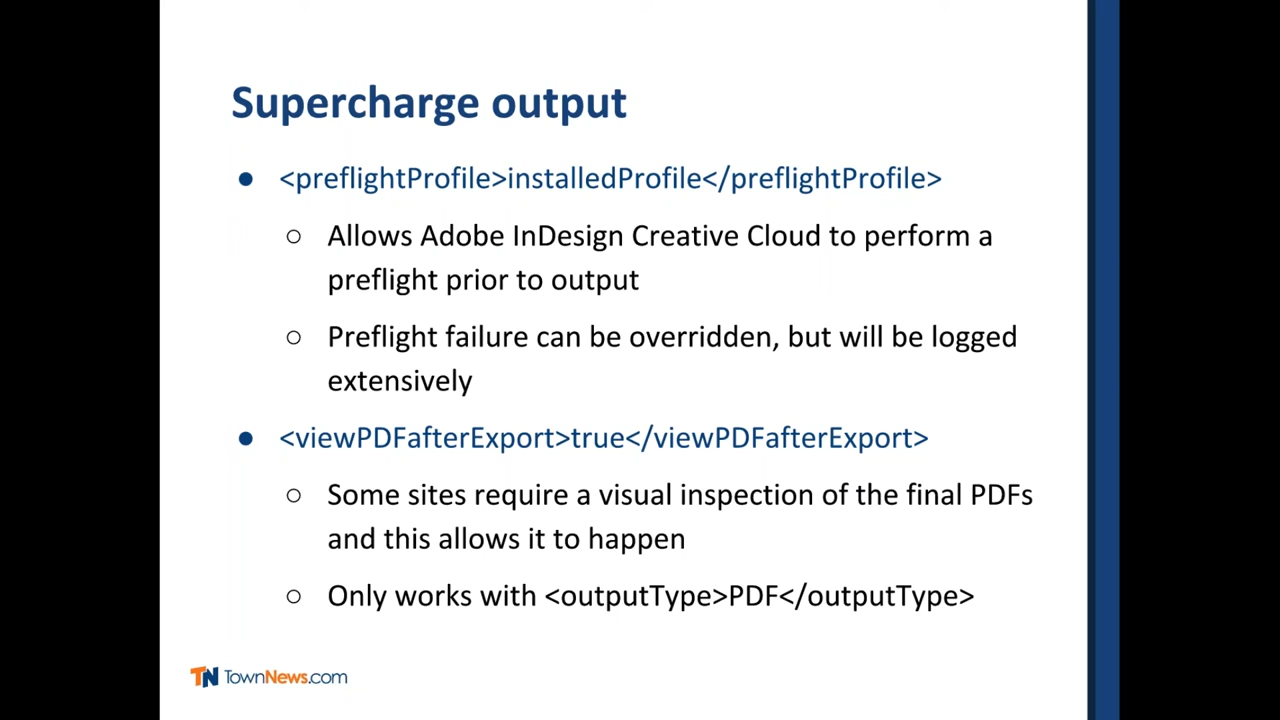 Supercharge output
● <preflightProfile>installedProfile</preflightProfile>
○ Allows Adobe InDesign Creative Cloud to perform a
preflight prior to output
○ Preflight failure can be overridden, but will be logged
extensively
● <viewPDFafterExport>true</viewPDFafterExport>
○ Some sites require a visual inspection of the final PDFs
and this allows it to happen
○ Only works with <outputType>PDF</outputType>
TN TownNews.com